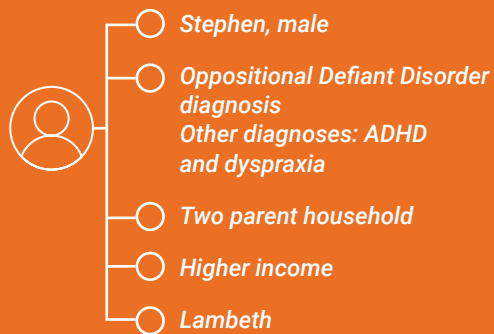 Stephen, male
Oppositional Defiant Disorder
diagnosis
Other diagnoses: ADHD
and dyspraxia
Two parent household
Higher income
Lambeth